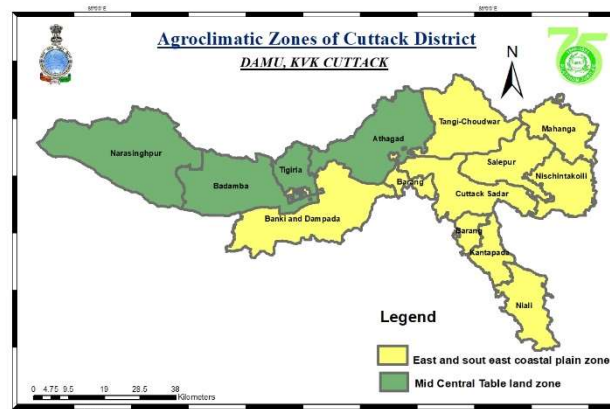 Agroclimatic Zones of Cuttack District
DAMU, KVK CUTTACK
75
N
Tangi-Choudwar
Mahanga
Athagad
Narasinghpur
Salepur
Tigiria
Nischintakoili
Badamba
Barang
Cuttack Sadar
Banki and Dampada
Barang
Kantapada
Niali
Legend
East and sout east coastal plain zone
Mid Central Table land zone
0 4.75 9.5 19 28.5 38
Kilometers